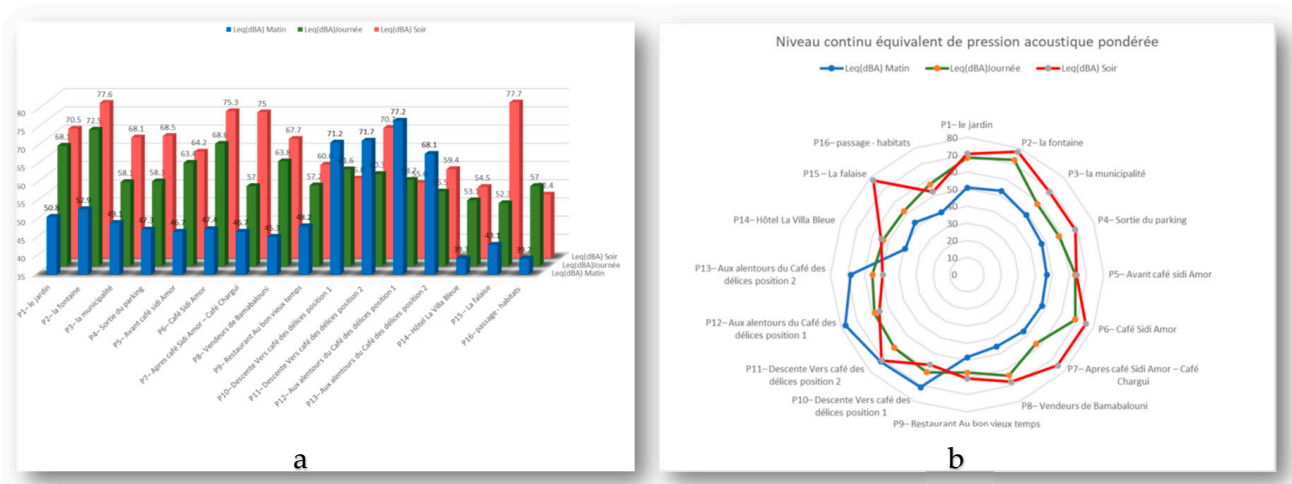 Leq(dBA) Matin Leq(dBA)Journée Leq(dBA) Soir
80
75
70
65
60
55
50
45
40
35
50.8
52.9
49.1
47.3
46.7
47.4
46.7
45.3
48.2
71.2
71.7
77.2
68.1
39.3
43.1
39.2
68.1
72.5
58.1
58.3
63.4
68.6
57
63.8
57.2
61.6
60.3
53.1
52.3
57
70.5
77.6
68.1
68.5
64.2
75.3
75
67.7
59.4
54.5
77.7
Leq(dBA) Soir
Leq(dBA)Journée
Leq(dBA) Matin
P1– le jardin
P2– la fontaine
P3– la municipalité
P4– Sortie du parking
P5– Avant café sidi Amor
P6– Café Sidi Amor
P7– Apres café Sidi Amor – Café Chargui
P8– Vendeurs de Bamabalouni
P9– Restaurant Au bon vieux temps
P10– Descente Vers café des délices position 1
P11– Descente Vers café des délices position 2
P12– Aux alentours du Café des délices position 1
P13– Aux alentours du Café des délices position 2
P14– Hôtel La Villa Bleue
P15 – La falaise
P16– passage - habitats
a
Niveau continu équivalent de pression acoustique pondérée
Leq(dBA) Matin Leq(dBA)Journée Leq(dBA) Soir
P1– le jardin
P2– la fontaine
P3– la municipalité
P4– Sortie du parking
P5– Avant café sidi Amor
P6– Café Sidi Amor
P7– Apres café Sidi Amor – Café
Chargui
P8– Vendeurs de Bamabalouni
P9– Restaurant Au bon vieux temps
P10– Descente Vers café des
délices position 1
P11– Descente Vers café des
délices position 2
P12– Aux alentours du Café des
délices position 1
P13– Aux alentours du Café des
délices position 2
P14– Hôtel La Villa Bleue
P15 – La falaise
P16– passage - habitats
80
70
60
50
40
30
20
10
0
b